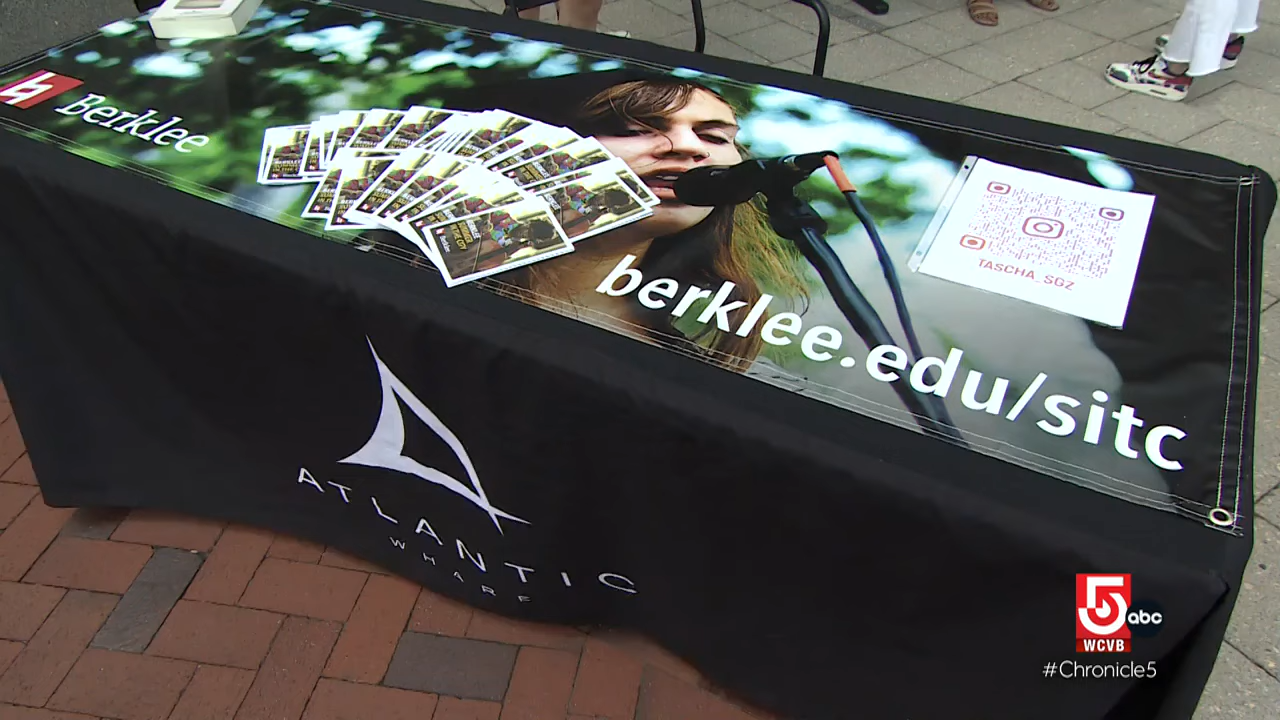 Berklee
TASCHA_SGZ
berklee.edu/sitc
ATLANTIC
WHARF
5
abc
WCVB
#Chronicle5